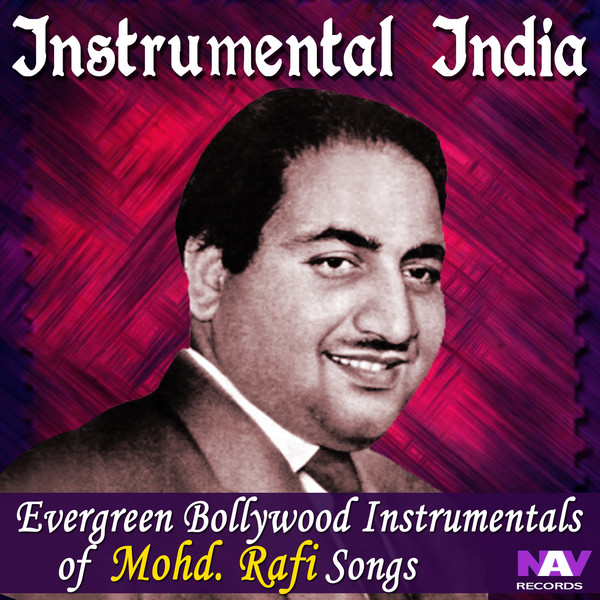 Instrumental India
Evergreen Bollywood Instrumentals
of Mohd. Rafi Songs
NAV
RECORDS